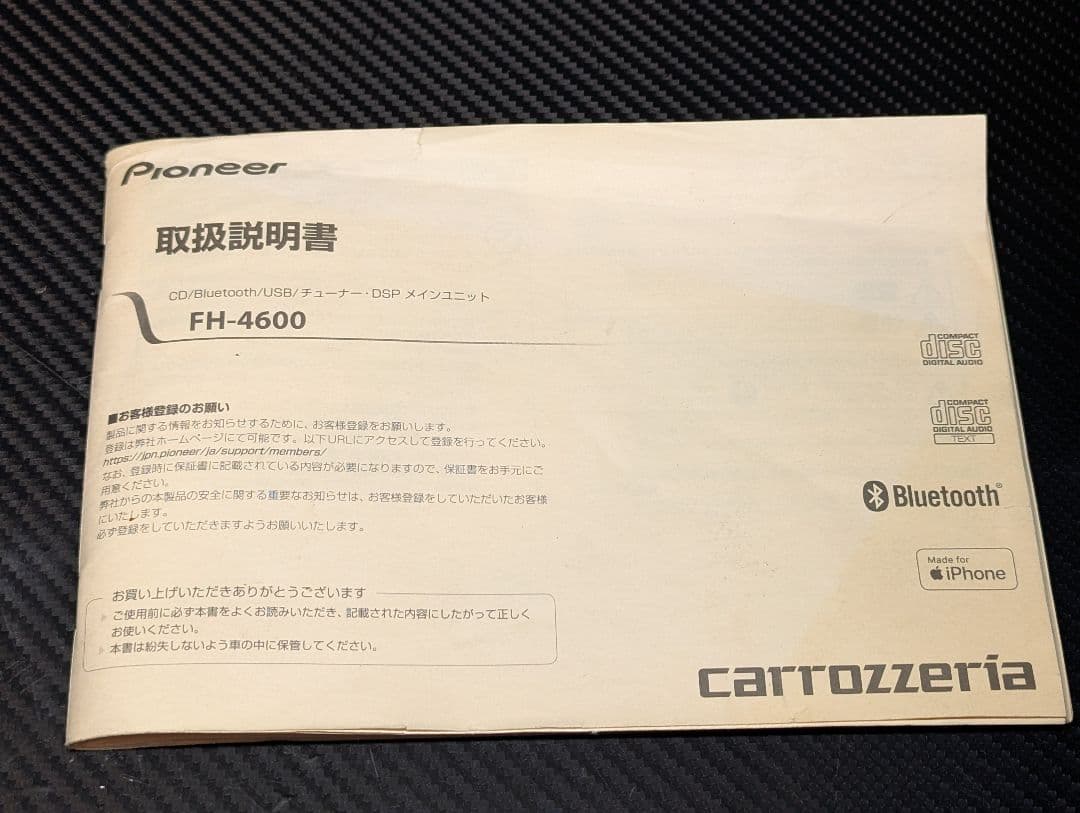 Pioneer
取扱説明書
CD/Bluetooth/USB/チューナー・DSP メインユニット
FH-4600
■お客様登録のお願い
製品に関する情報をお知らせするために、お客様登録をお願いします。
登録は弊社ホームページにて可能です。以下URLにアクセスして登録を行ってください。
https://jpn.pioneer/ja/support/members/
なお、登録時に保証書に記載されている内容が必要になりますので、保証書をお手元にご
用意ください。
弊社からの本製品の安全に関する重要なお知らせは、お客様登録をしていただいたお客様
にいたします。
必ず登録をしていただきますようお願いいたします。
お買い上げいただきありがとうございます
ご使用前に必ず本書をよくお読みいただき、記載された内容にしたがって正しく
お使いください。
本書は紛失しないよう車の中に保管してください。
COMPACT
disc
DIGITAL AUDIO
COMPACT
disc
DIGITAL AUDIO
TEXT
Bluetooth®
Made for
iPhone
carrozzeria